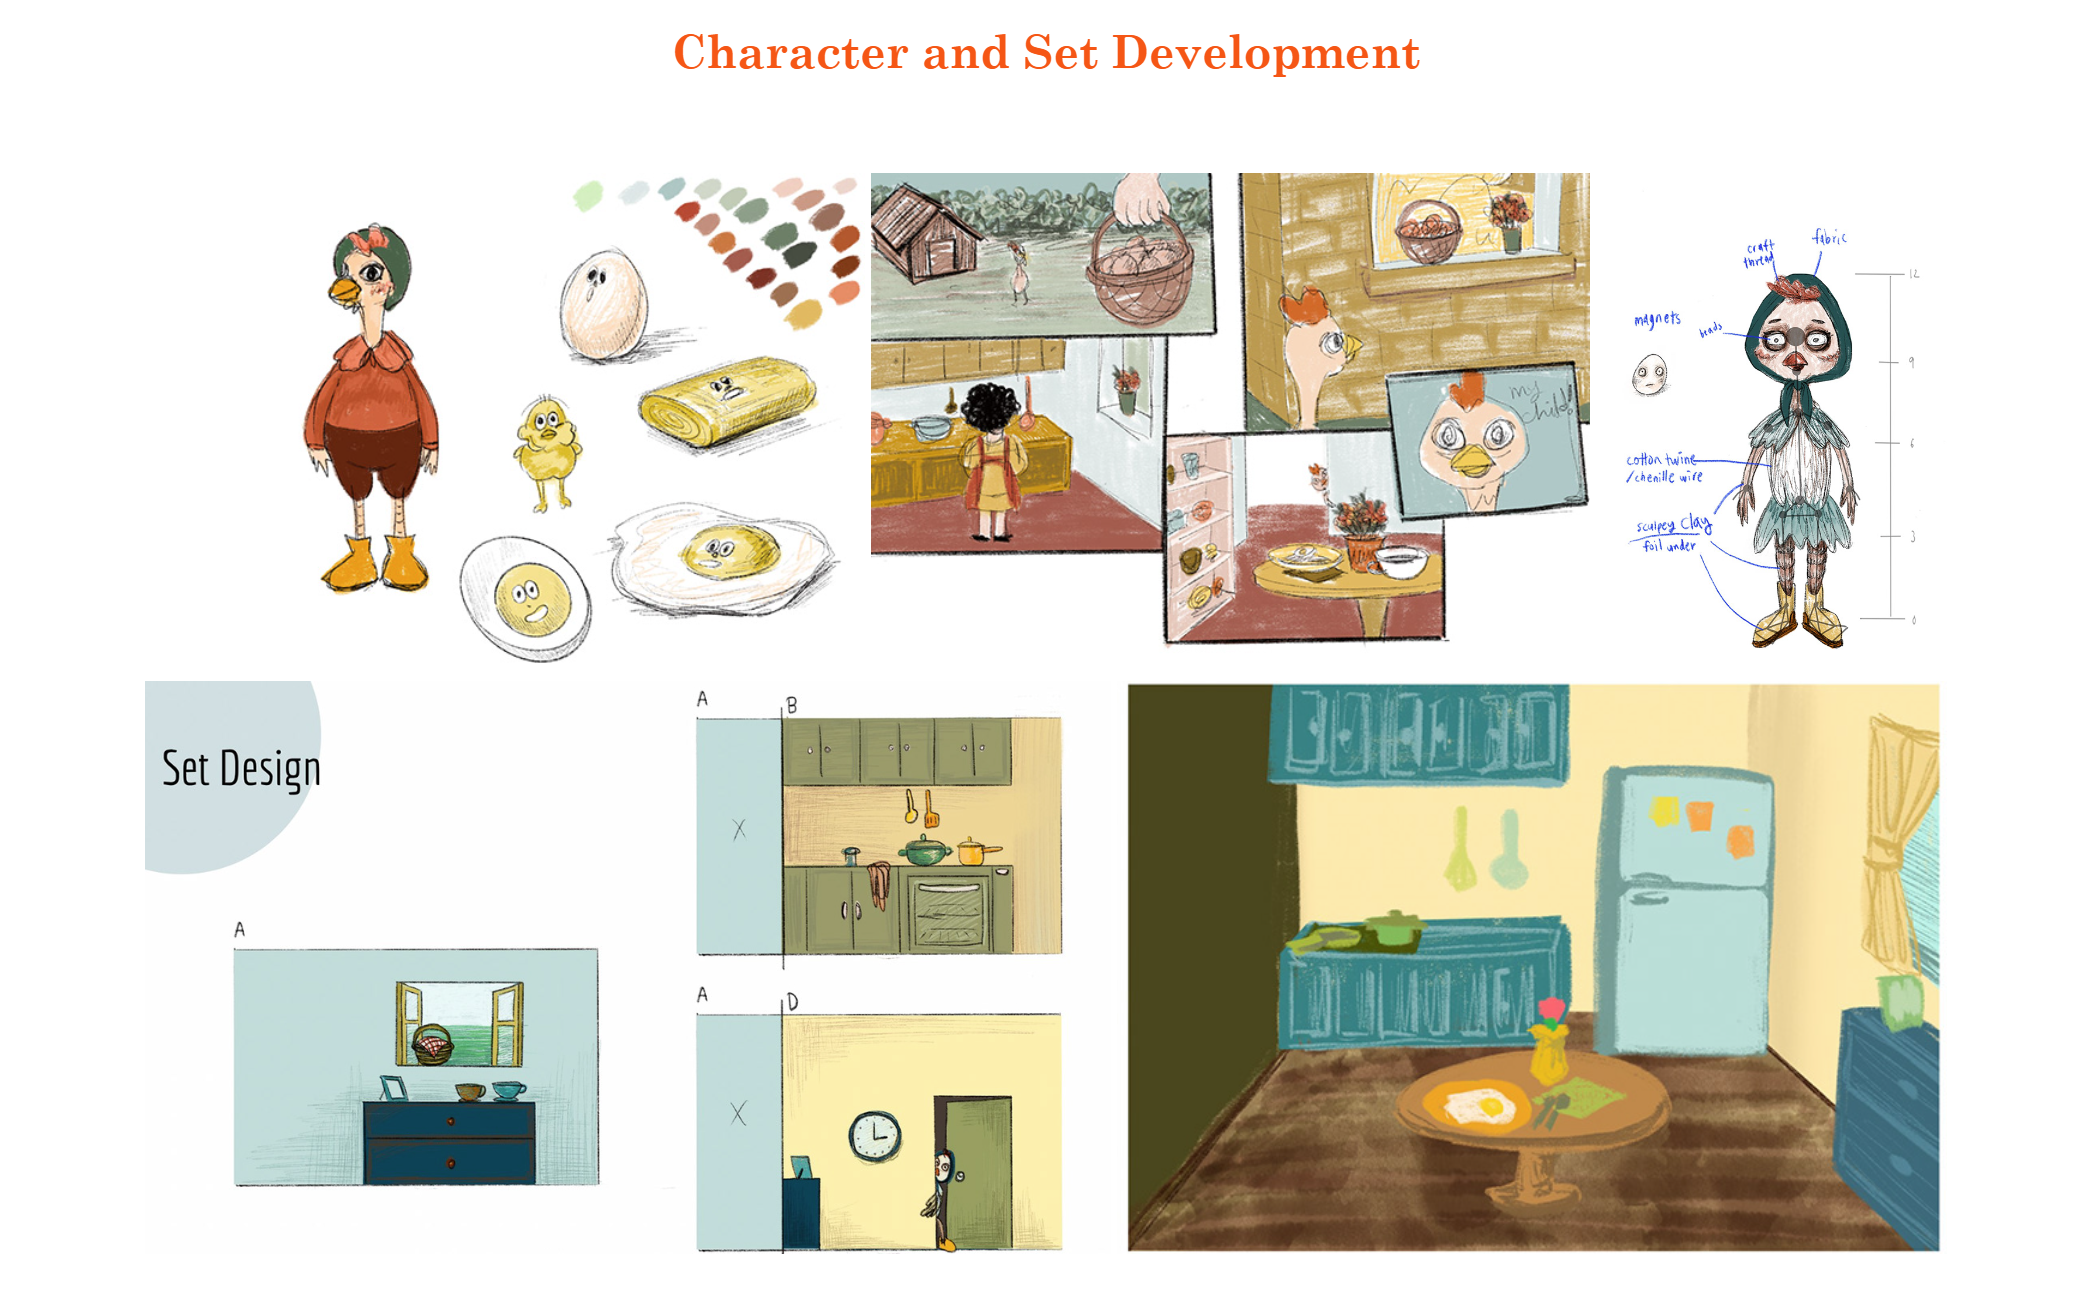 Character and Set Development
my
child!
craft
thread
fabric
magnets
beads
cotton twine
/chenille wire
sculpey clay
foil under
12
9
6
3
0
Set Design
A
A
B
X
A
D
X